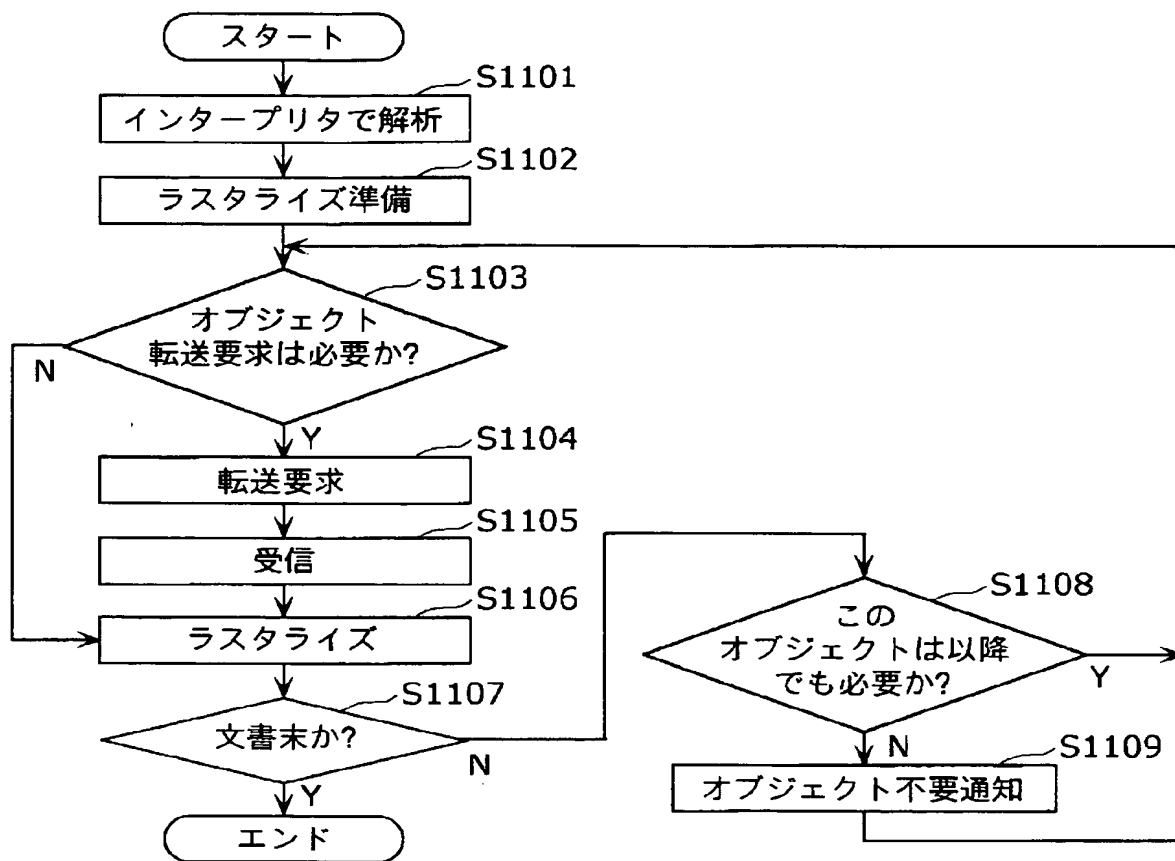 スタート
S1101
インタープリタで解析
S1102
ラスタライズ準備
S1103
オブジェクト
転送要求は必要か?
N
Y
S1104
転送要求
S1105
受信
S1106
ラスタライズ
S1107
文書末か?
N
Y
エンド
S1108
この
オブジェクトは以降
でも必要か?
Y
N
S1109
オブジェクト不要通知